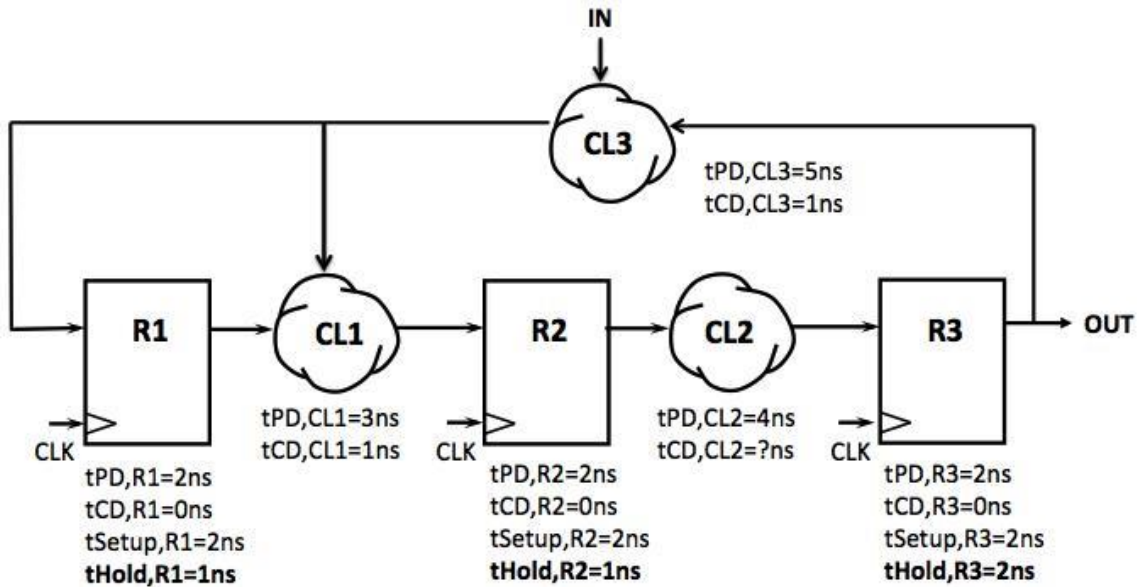 IN
CL3
tPD,CL3=5ns
tCD,CL3=1ns
R1
CL1
R2
CL2
R3
OUT
CLK
tPD,CL1=3ns
tCD,CL1=1ns
CLK
tPD,CL2=4ns
tCD,CL2=?ns
CLK
tPD,R1=2ns
tCD,R1=0ns
tSetup,R1=2ns
tHold,R1=1ns
tPD,R2=2ns
tCD,R2=0ns
tSetup,R2=2ns
tHold,R2=1ns
tPD,R3=2ns
tCD,R3=0ns
tSetup,R3=2ns
tHold,R3=2ns